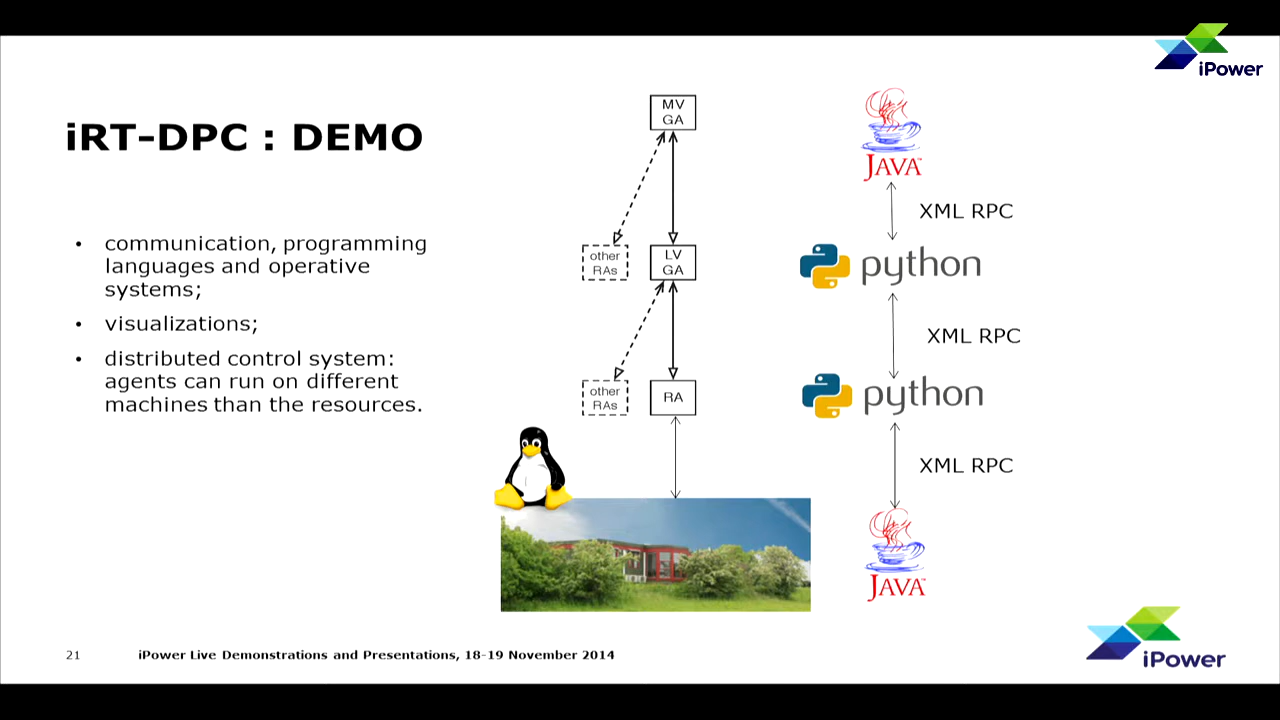 iPower
iRT-DPC : DEMO
• communication, programming
languages and operative
systems;
• visualizations;
• distributed control system:
agents can run on different
machines than the resources.
MV
GA
other
RAs
LV
GA
other
RAs
RA
JAVA™
XML RPC
python
XML RPC
python
XML RPC
JAVA™
21
iPower Live Demonstrations and Presentations, 18-19 November 2014
iPower